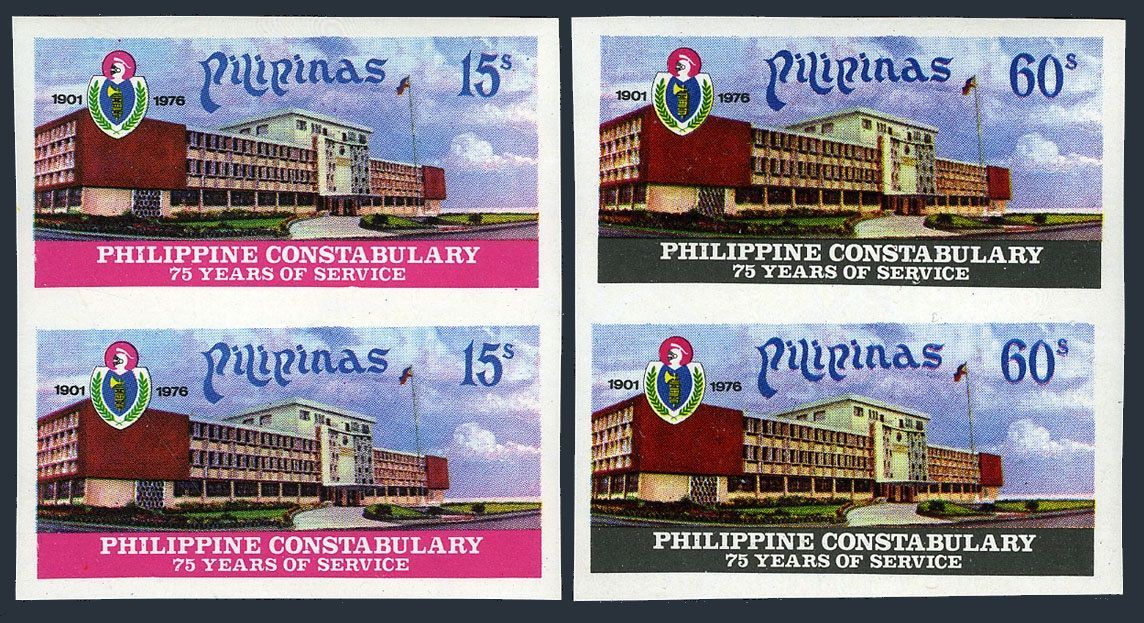 Pilipinas 15s
1901 1976
PHILIPPINE CONSTABULARY
75 YEARS OF SERVICE
Pilipinas 60s
1901 1976
PHILIPPINE CONSTABULARY
75 YEARS OF SERVICE
Pilipinas 15s
1901 1976
PHILIPPINE CONSTABULARY
75 YEARS OF SERVICE
Pilipinas 60s
1901 1976
PHILIPPINE CONSTABULARY
75 YEARS OF SERVICE